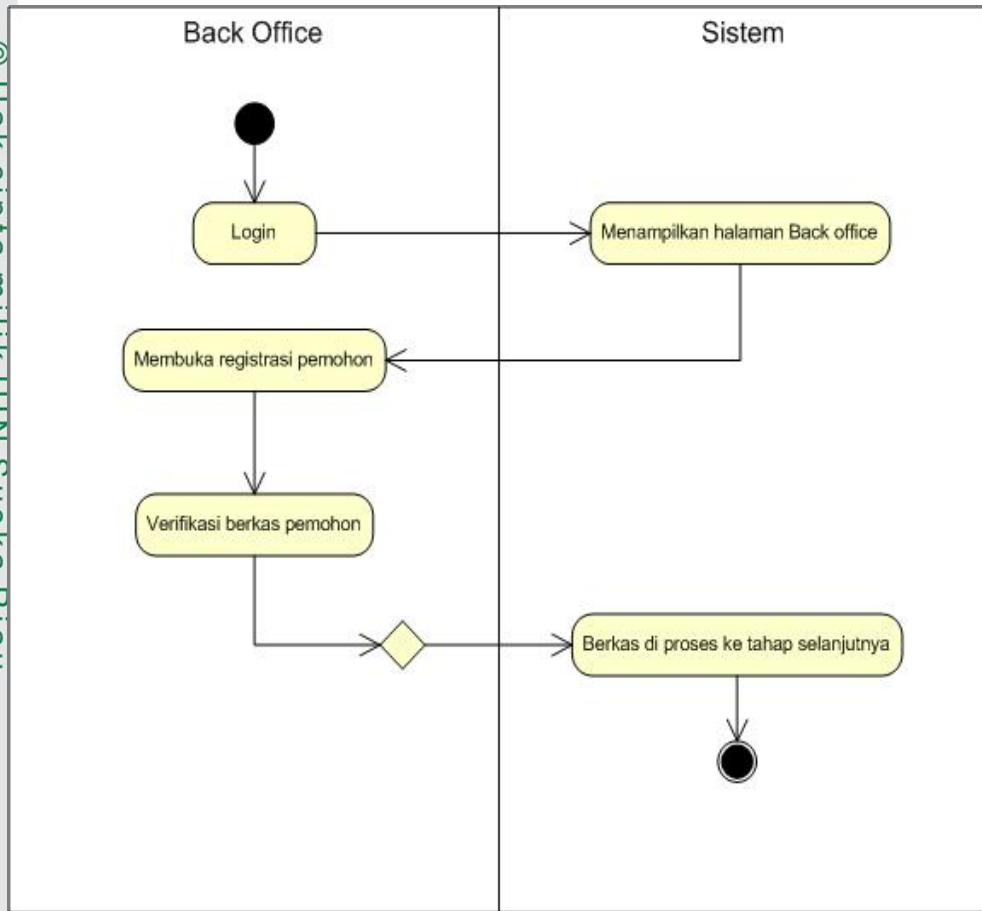 Back Office
Sistem
Login
Menampilkan halaman Back office
Membuka registrasi pemohon
Verifikasi berkas pemohon
Berkas di proses ke tahap selanjutnya